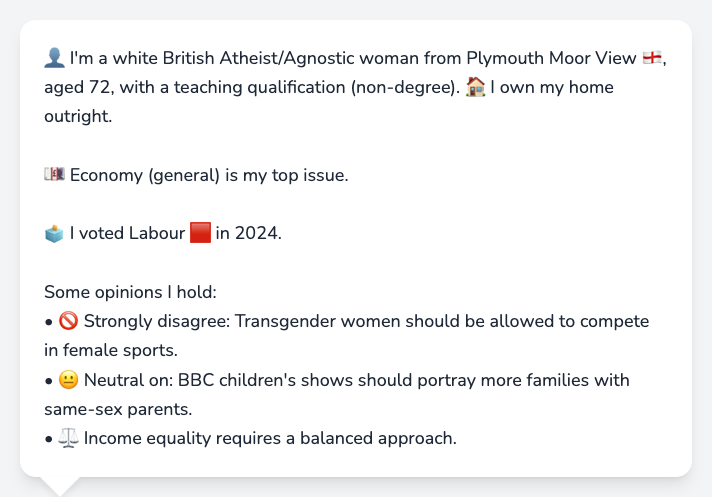 👤 I'm a white British Atheist/Agnostic woman from Plymouth Moor View 🏴󠁧󠁢󠁥󠁮󠁧󠁿,
aged 72, with a teaching qualification (non-degree). 🏠 I own my home
outright.
💷 Economy (general) is my top issue.
🗳️ I voted Labour 🟥 in 2024.
Some opinions I hold:
• 🚫 Strongly disagree: Transgender women should be allowed to compete
in female sports.
• 😐 Neutral on: BBC children's shows should portray more families with
same-sex parents.
• ⚖️ Income equality requires a balanced approach.